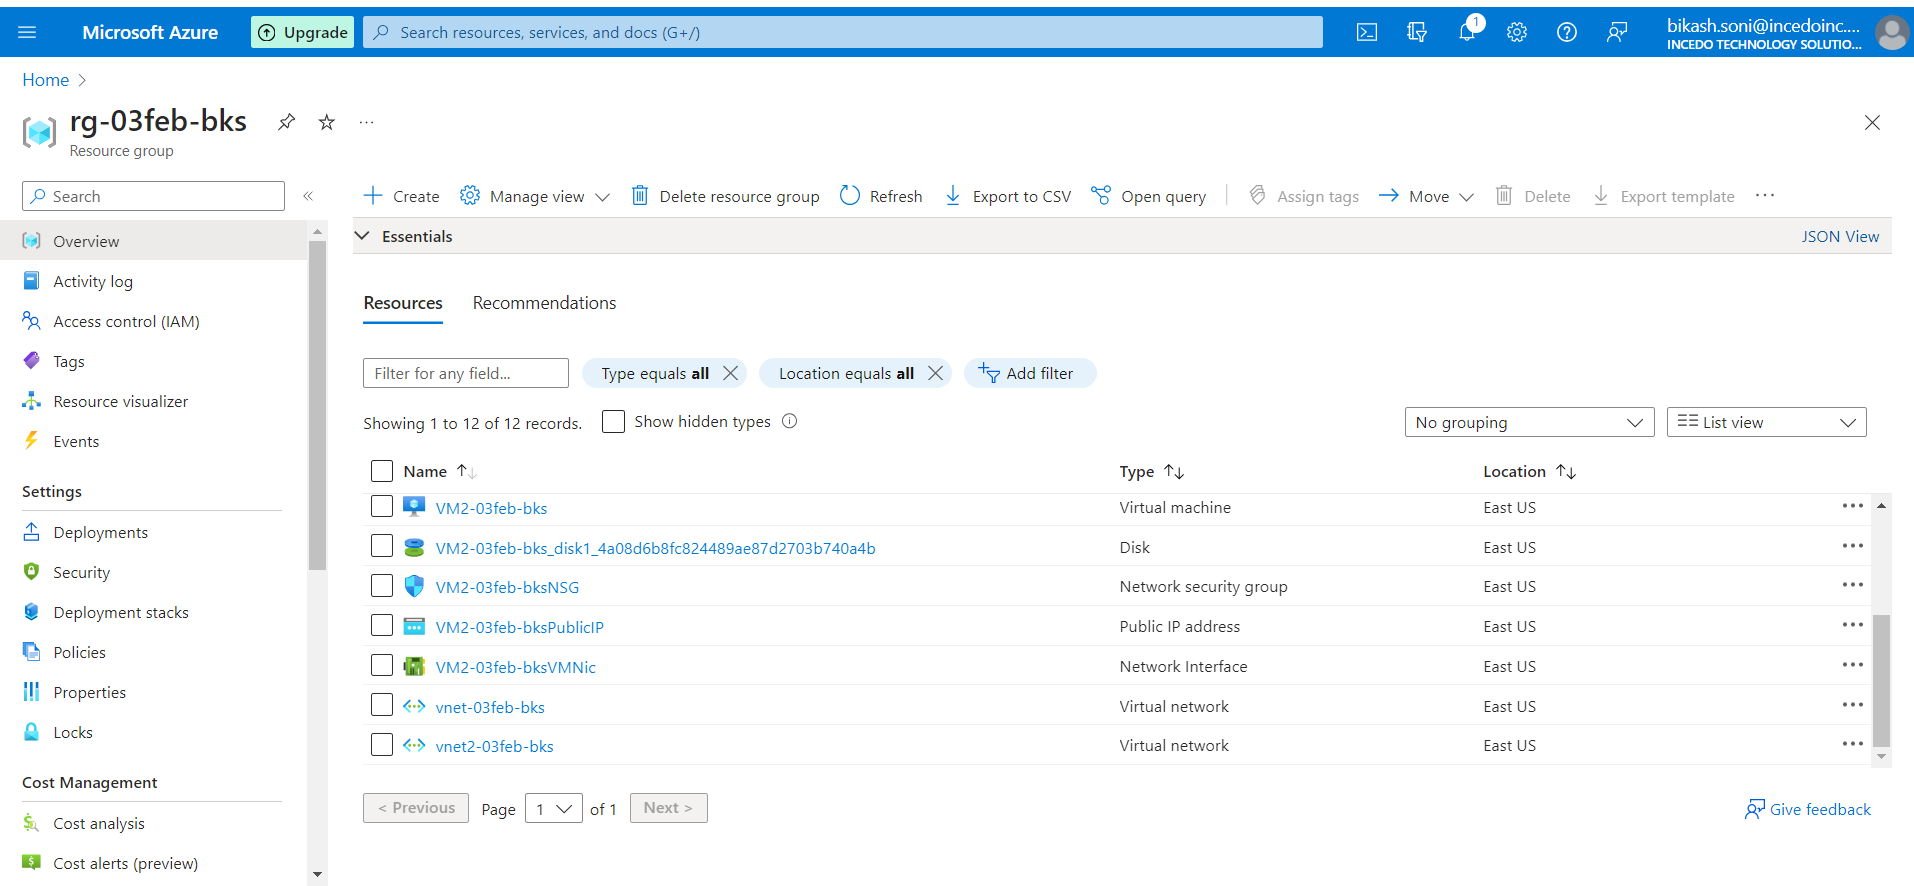 Microsoft Azure
Upgrade
Search resources, services, and docs (G+/)
1
bikash.soni@incedoinc....
INCEDO TECHNOLOGY SOLUTIO...
Home
rg-03feb-bks
Resource group
Search
Create
Manage view
Delete resource group
Refresh
Export to CSV
Open query
Assign tags
Move
Delete
Export template
Overview
Activity log
Access control (IAM)
Tags
Resource visualizer
Events
Settings
Deployments
Security
Deployment stacks
Policies
Properties
Locks
Cost Management
Cost analysis
Cost alerts (preview)
Essentials
JSON View
Resources
Recommendations
Filter for any field...
Type equals all
Location equals all
Add filter
Showing 1 to 12 of 12 records.
Show hidden types
No grouping
List view
Name Type Location
VM2-03feb-bks Virtual machine East US
VM2-03feb-bks_disk1_4a08d6b8fc824489ae87d2703b740a4b Disk East US
VM2-03feb-bksNSG Network security group East US
VM2-03feb-bksPublicIP Public IP address East US
VM2-03feb-bksVMNic Network Interface East US
vnet-03feb-bks Virtual network East US
vnet2-03feb-bks Virtual network East US
< Previous Page 1 of 1 Next >
Give feedback